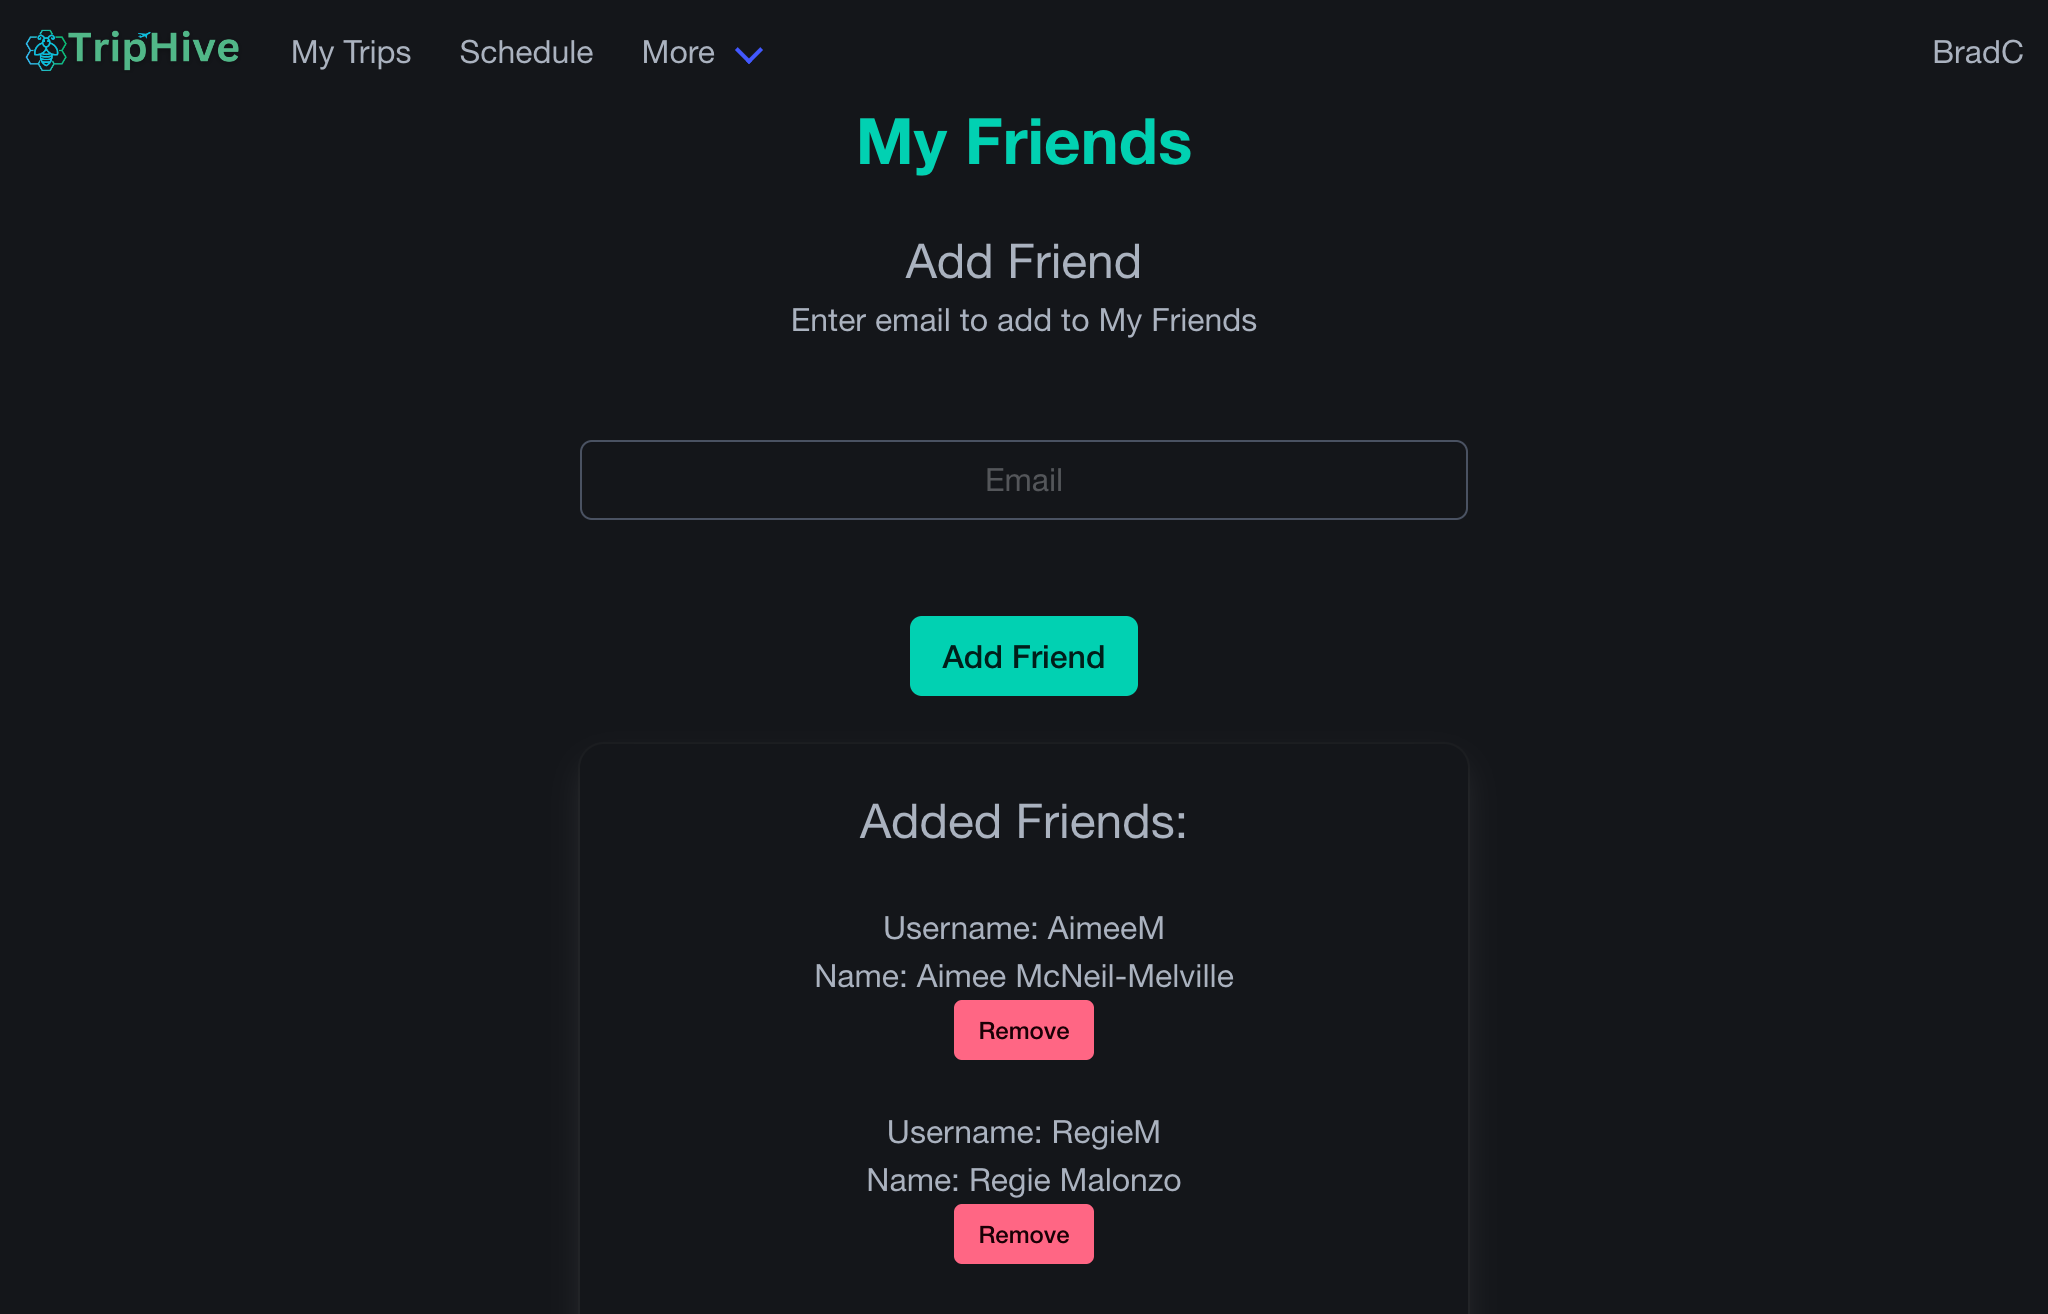 TripHive My Trips Schedule More BradC
My Friends
Add Friend
Enter email to add to My Friends
Email
Add Friend
Added Friends:
Username: AimeeM
Name: Aimee McNeil-Melville
Remove
Username: RegieM
Name: Regie Malonzo
Remove